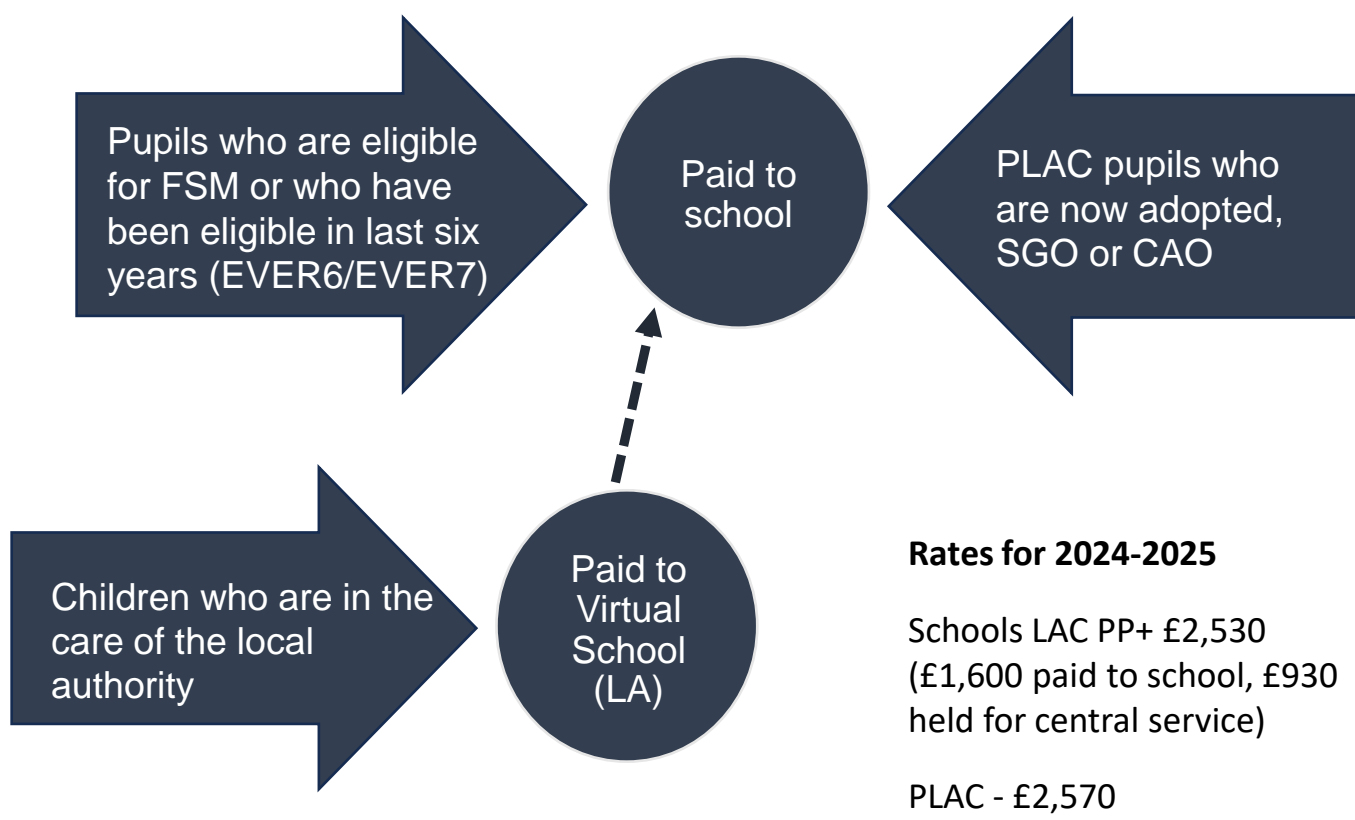 Pupils who are eligible
for FSM or who have
been eligible in last six
years (EVER6/EVER7)
Paid to
school
PLAC pupils who
are now adopted,
SGO or CAO
Children who are in the
care of the local
authority
Paid to
Virtual
School
(LA)
Rates for 2024-2025
Schools LAC PP+ £2,530
(£1,600 paid to school, £930
held for central service)
PLAC - £2,570